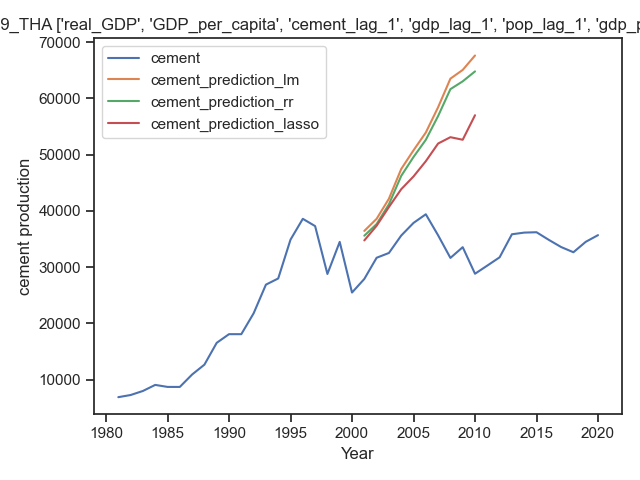 9_THA ['real_GDP', 'GDP_per_capita', 'cement_lag_1', 'gdp_lag_1', 'pop_lag_1', 'gdp_p
70000
60000
50000
40000
30000
20000
10000
cement production
cement
cement_prediction_lm
cement_prediction_rr
cement_prediction_lasso
1980 1985 1990 1995 2000 2005 2010 2015 2020
Year